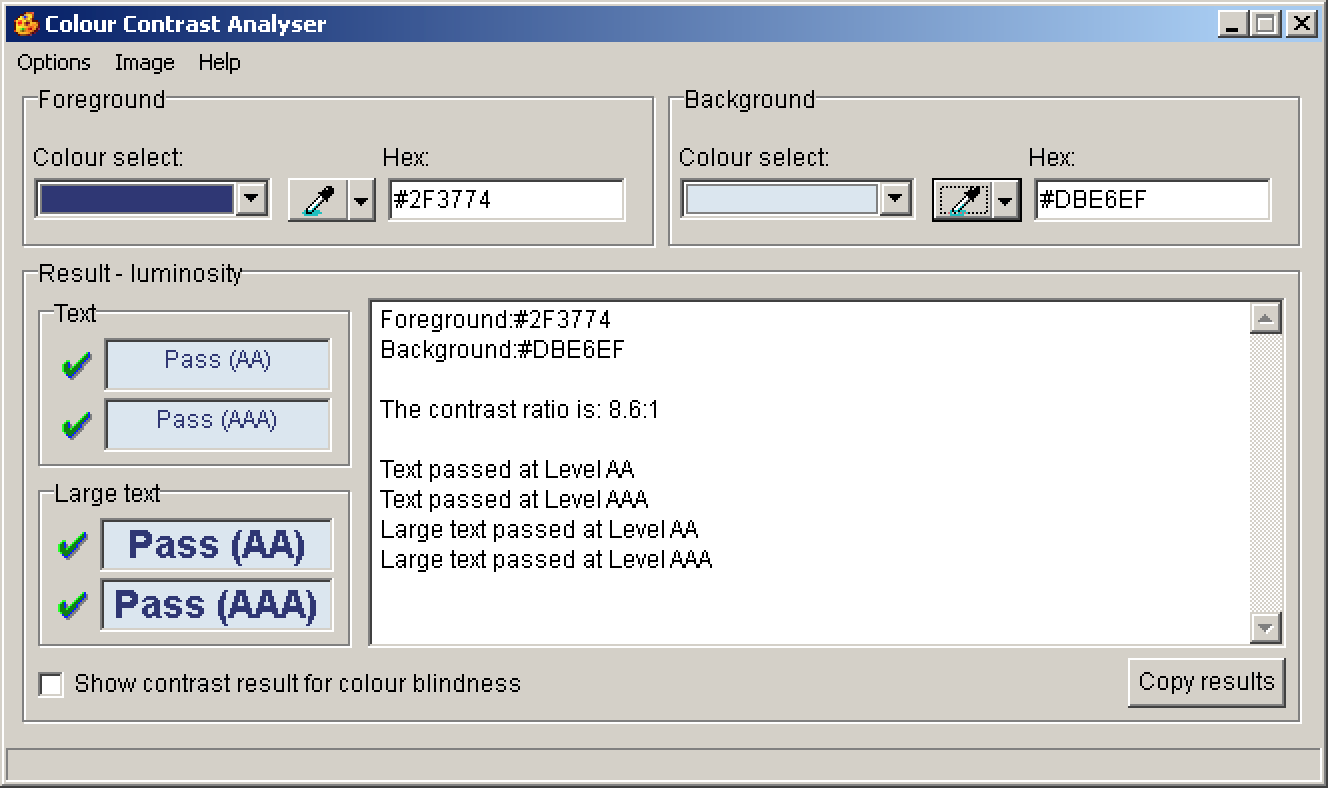 Colour Contrast Analyser
Options Image Help
Foreground
Colour select: Hex:
#2F3774
Background
Colour select: Hex:
#DBE6EF
Result - luminosity
Text
Pass (AA)
Pass (AAA)
Large text
Pass (AA)
Pass (AAA)
Foreground:#2F3774
Background:#DBE6EF
The contrast ratio is: 8.6:1
Text passed at Level AA
Text passed at Level AAA
Large text passed at Level AA
Large text passed at Level AAA
Show contrast result for colour blindness
Copy results